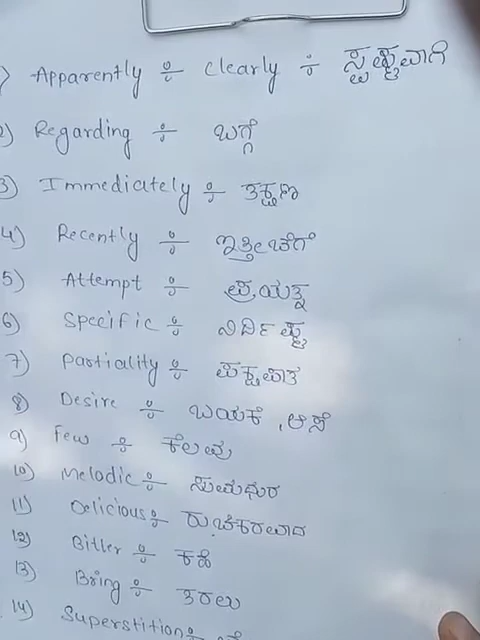 ) Apparently ÷ Clearly ÷ ಸ್ಪಷ್ಟವಾಗಿ
2) Regarding ÷ ಬಗ್ಗೆ
3) Immediately ÷ ತಕ್ಷಣ
4) Recently ÷ ಇತ್ತೀಚೆಗೆ
5) Attempt ÷ ಪ್ರಯತ್ನ
6) Specific ÷ ನಿರ್ದಿಷ್ಟ
7) Partiality ÷ ಪಕ್ಷಪಾತ
8) Desire ÷ ಬಯಕೆ, ಆಸೆ
9) Few ÷ ಕೆಲವು
10) Melodic ÷ ಸುಮಧುರ
11) Delicious ÷ ರುಚಿಕರವಾದ
12) Bitter ÷ ಕಹಿ
13) Bring ÷ ತರಲು
14) Superstition ÷